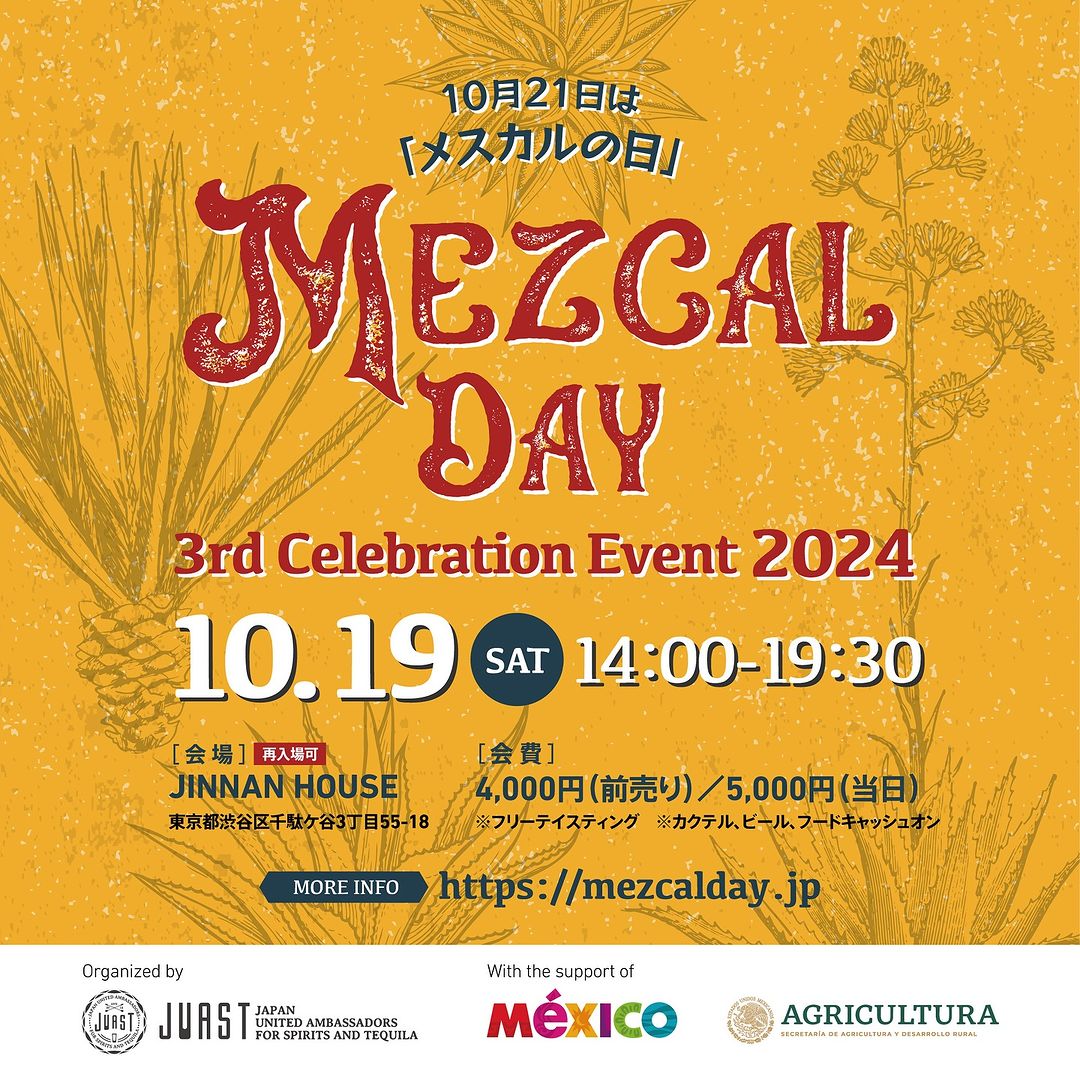 10月21日は
「メスカルの日」
MEZCAL
DAY
3rd Celebration Event 2024
10.19 SAT 14:00-19:30
[会場] 再入場可
JINNAN HOUSE
東京都渋谷区千駄ケ谷3丁目55-18
[会費]
4,000円(前売り)/5,000円(当日)
※フリーテイスティング ※カクテル、ビール、フードキャッシュオン
MORE INFO https://mezcalday.jp
Organized by
JUAST
JUAST
JAPAN
UNITED AMBASSADORS
FOR SPIRITS AND TEQUILA
With the support of
MéXICO
AGRICULTURA
SECRETARÍA DE AGRICULTURA Y DESARROLLO RURAL